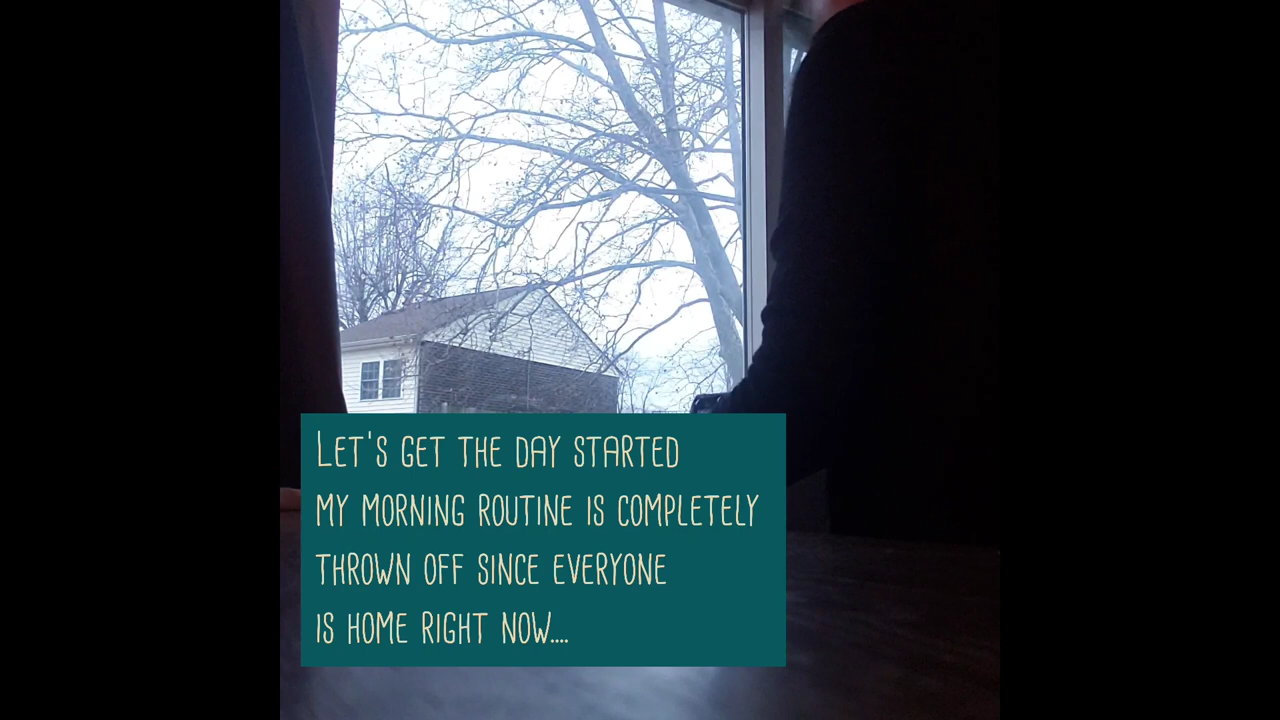 Let's get the day started
my morning routine is completely
thrown off since everyone
is home right now....